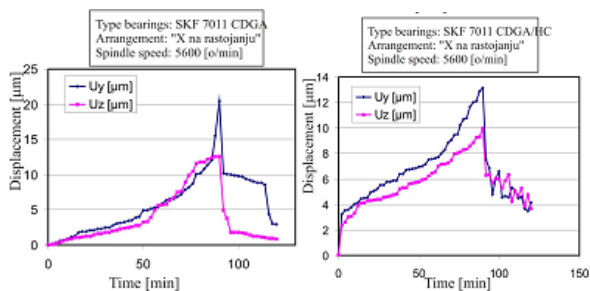 Type bearings: SKF 7011 CDGA
Arrangement: "X na rastojanju"
Spindle speed: 5600 [o/min]
25
20
15
10
5
0
Displacement [µm]
Uy [µm]
Uz [µm]
0 50 100
Time [min]
Type bearings: SKF 7011 CDGA/HC
Arrangement: "X na rastojanju"
Spindle speed: 5600 [o/min]
14
12
10
8
6
4
2
0
Displacement [µm]
Uy [µm]
Uz [µm]
0 50 100 150
Time [min]